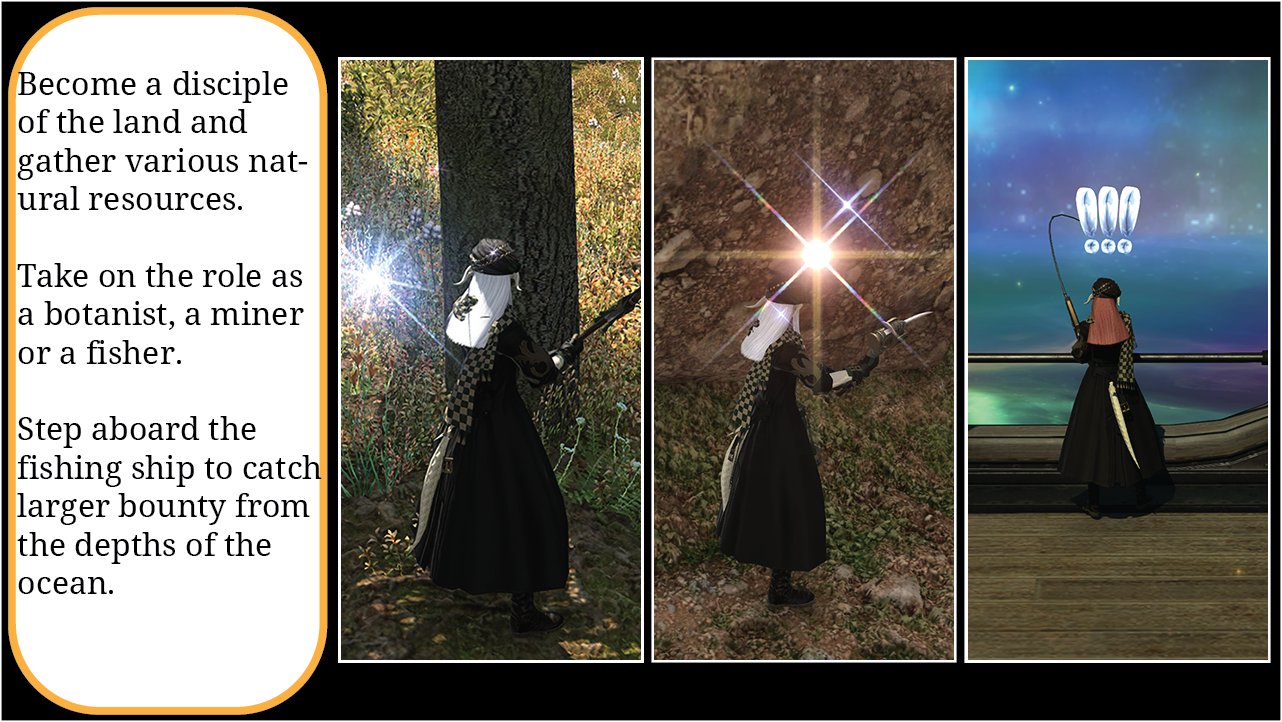 Become a disciple
of the land and
gather various nat-
ural resources.
Take on the role as
a botanist, a miner
or a fisher.
Step aboard the
fishing ship to catch
larger bounty from
the depths of the
ocean.
!!!